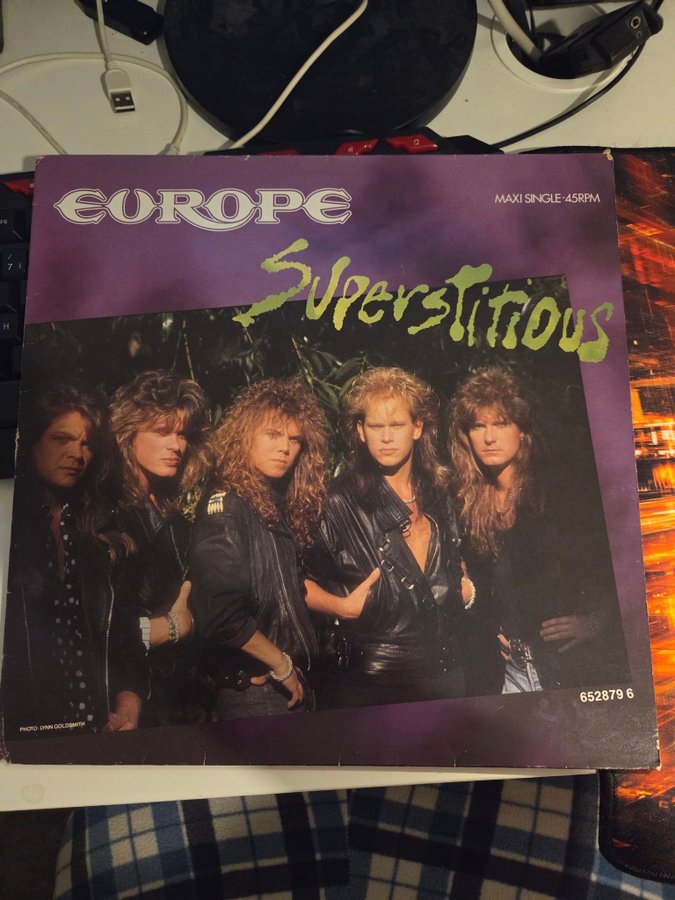 EUROPE
MAXI SINGLE-45RPM
Superstitious
652879 6
PHOTO: LYNN GOLDSMITH